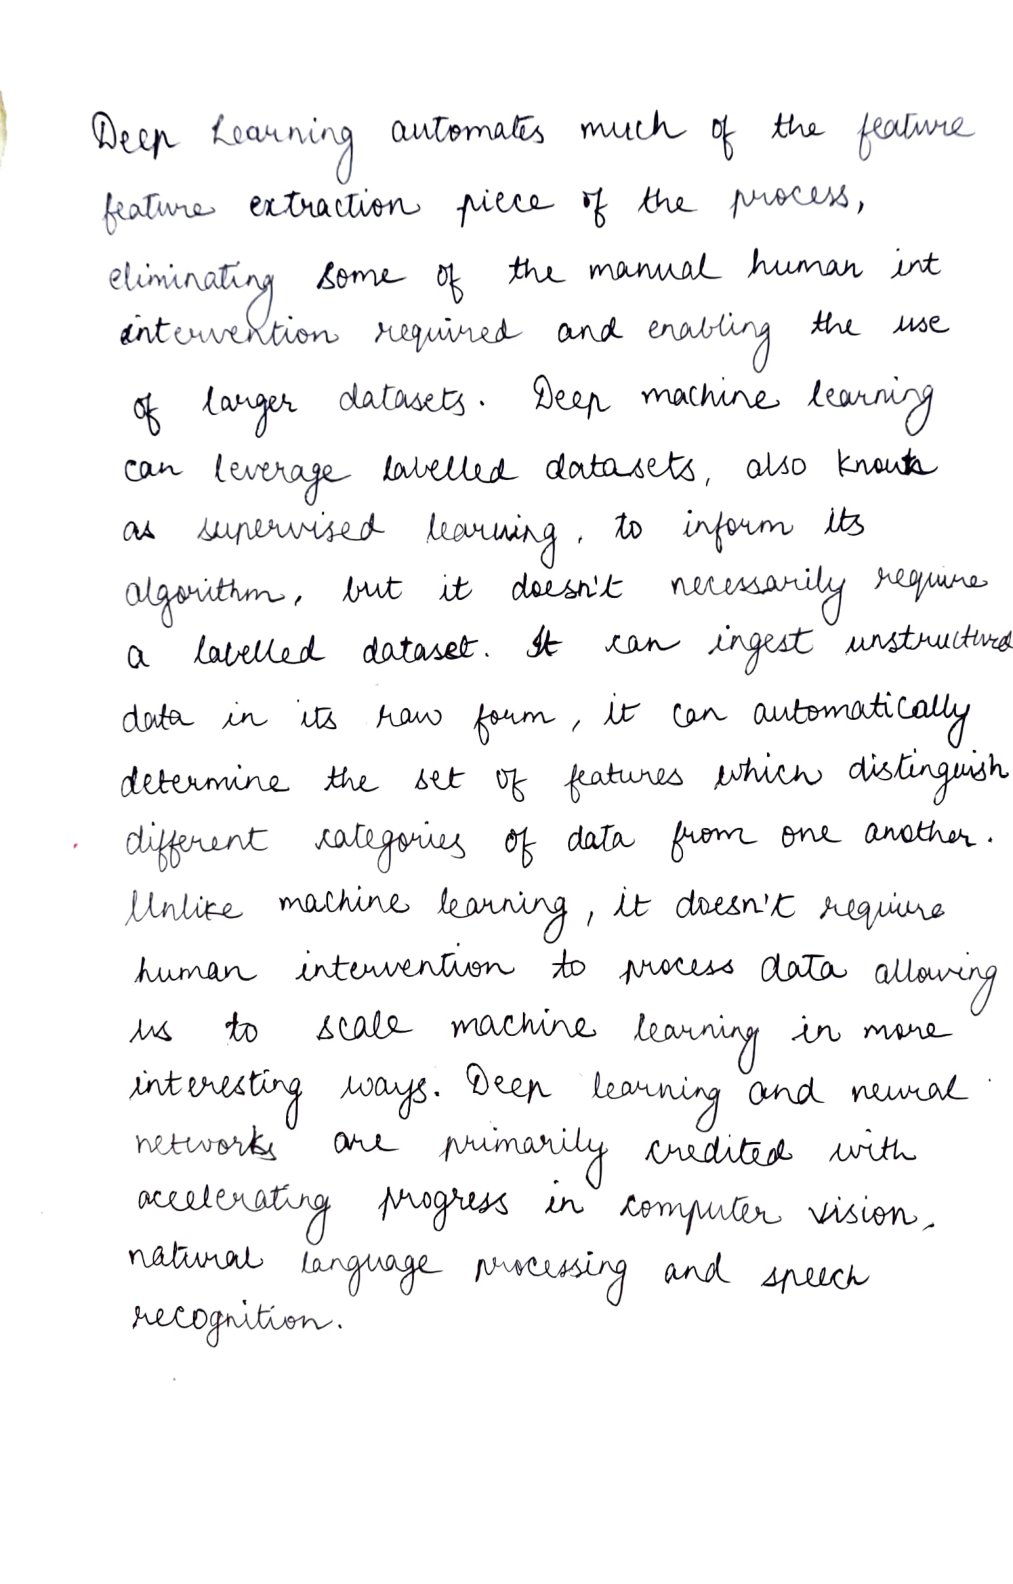 Deep Learning automates much of the feature
feature extraction piece of the process,
eliminating some of the manual human int
intervention required and enabling the use
of larger datasets. Deep machine learning
can leverage labelled datasets, also known
as supervised learning, to inform its
algorithm, but it doesn't necessarily require
a labelled dataset. It can ingest unstructured
data in its raw form, it can automatically
determine the set of features which distinguish
different categories of data from one another.
Unlike machine learning, it doesn't require
human intervention to process data allowing
us to scale machine learning in more
interesting ways. Deep learning and neural
networks are primarily credited with
accelerating progress in computer vision,
natural language processing and speech
recognition.